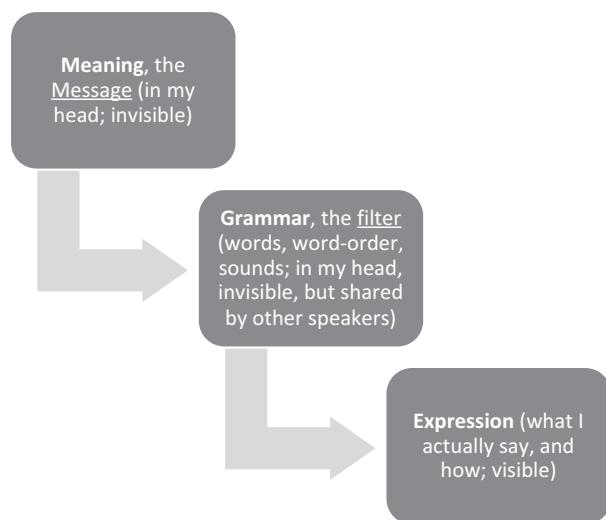 Meaning, the
Message (in my
head; invisible)
Grammar, the filter
(words, word-order,
sounds; in my head,
invisible, but shared
by other speakers)
Expression (what I
actually say, and
how; visible)